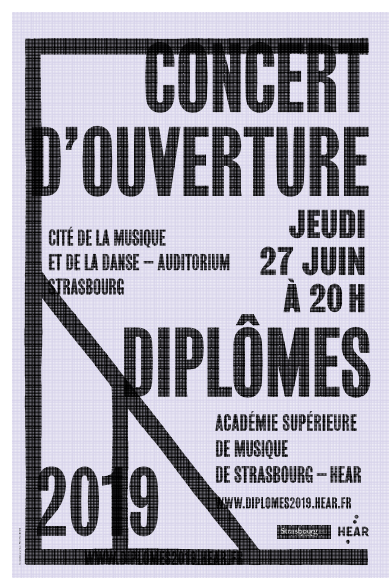 CONCERT
D'OUVERTURE
JEUDI
27 JUIN
À 20 H
CITÉ DE LA MUSIQUE
ET DE LA DANSE – AUDITORIUM
STRASBOURG
DIPLÔMES
ACADÉMIE SUPÉRIEURE
DE MUSIQUE
DE STRASBOURG – HEAR
WWW.DIPLOMES2019.HEAR.FR
2019
Strasbourg
HEAR